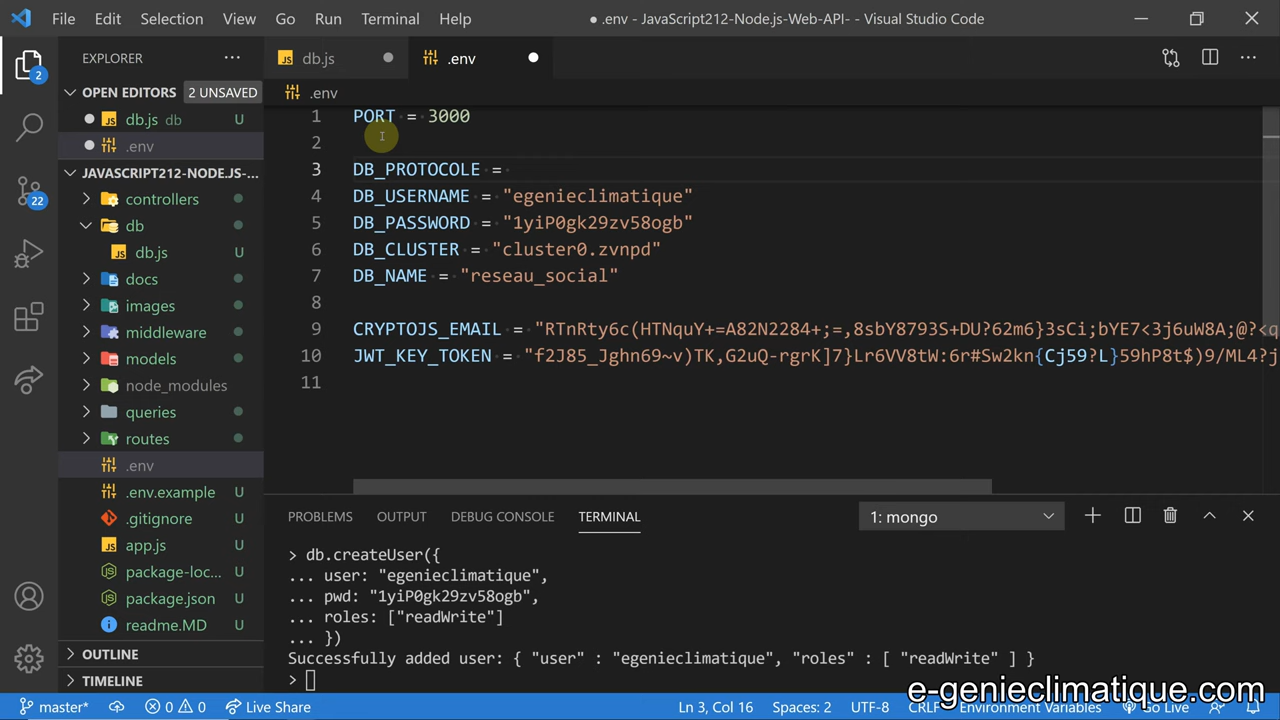 File Edit Selection View Go Run Terminal Help
● .env - JavaScript212-Node.js-Web-API- - Visual Studio Code
EXPLORER
db.js
.env
OPEN EDITORS 2 UNSAVED
db.js db U
.env
JAVASCRIPT212-NODE.JS-...
controllers
db
db.js U
docs
images
middleware
models
node_modules
queries
routes
.env
.env.example U
.gitignore U
app.js U
package-loc... U
package.json U
readme.MD U
OUTLINE
TIMELINE
2
22
.env
1 PORT = 3000
2
3 DB_PROTOCOLE =
4 DB_USERNAME = "egenieclimatique"
5 DB_PASSWORD = "1yiP0gk29zv58ogb"
6 DB_CLUSTER = "cluster0.zvnpd"
7 DB_NAME = "reseau_social"
8
9 CRYPTOJS_EMAIL = "RTnRty6c(HTNquY+=A82N2284+;=,8sbY8793S+DU?62m6}3sCi;bYE7<3j6uW8A;@?<q
10 JWT_KEY_TOKEN = "f2J85_Jghn69~v)TK,G2uQ-rgrK]7}Lr6VV8tW:6r#Sw2kn{Cj59?L}59hP8t$)9/ML4?j
11
PROBLEMS OUTPUT DEBUG CONSOLE TERMINAL
1: mongo
> db.createUser({
... user: "egenieclimatique",
... pwd: "1yiP0gk29zv58ogb",
... roles: ["readWrite"]
... })
Successfully added user: { "user" : "egenieclimatique", "roles" : [ "readWrite" ] }
>
e-genieclimatique.com
master* 0 0 Live Share
Ln 3, Col 16 Spaces: 2 UTF-8 CRLF Environment Variables Go Live